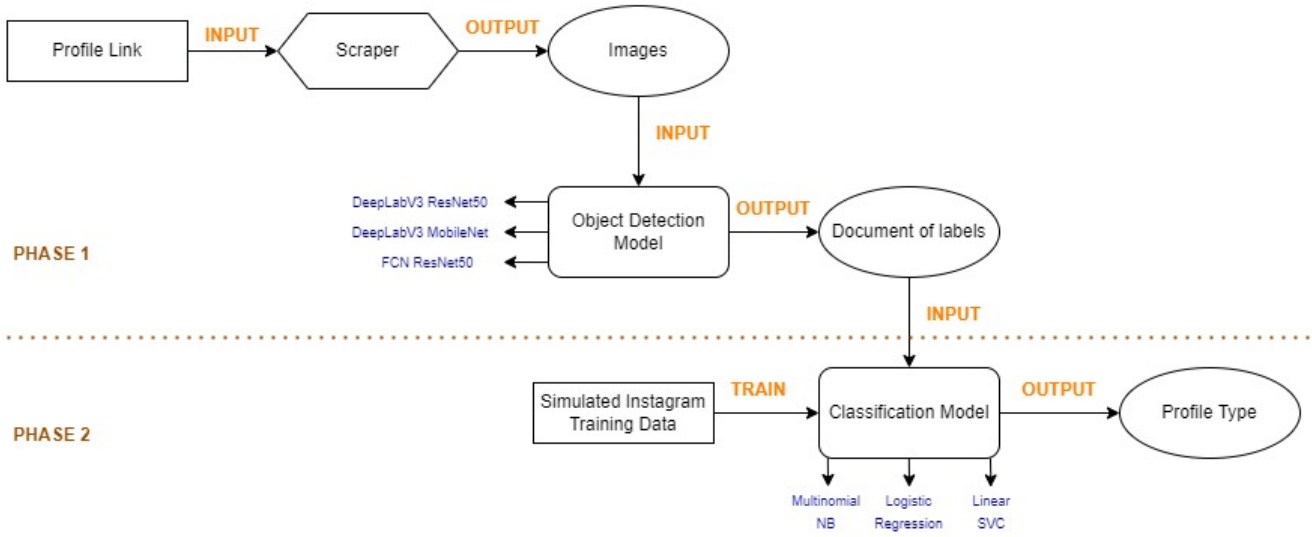 Profile Link
INPUT
Scraper
OUTPUT
Images
INPUT
DeepLabV3 ResNet50
DeepLabV3 MobileNet
FCN ResNet50
Object Detection
Model
OUTPUT
Document of labels
PHASE 1
INPUT
Simulated Instagram
Training Data
TRAIN
Classification Model
OUTPUT
Profile Type
PHASE 2
Multinomial
NB
Logistic
Regression
Linear
SVC